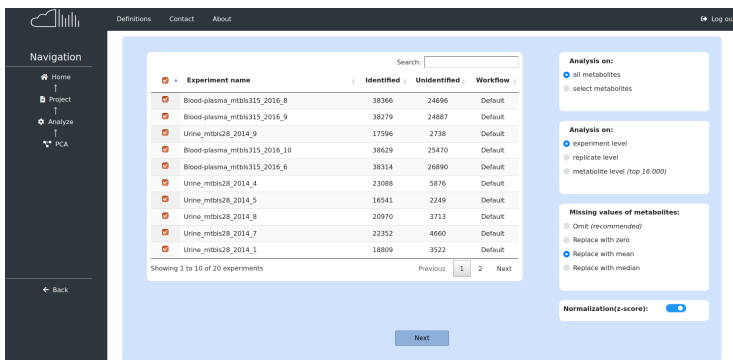 Definitions Contact About Log ou
Navigation
Home
Project
Analyze
PCA
Back
Search:
Experiment name Identified Unidentified Workflow
Blood-plasma_mtbls315_2016_8 38366 24696 Default
Blood-plasma_mtbls315_2016_9 38279 24887 Default
Urine_mtbls28_2014_9 17596 2738 Default
Blood-plasma_mtbls315_2016_10 38629 25470 Default
Blood-plasma_mtbls315_2016_6 38314 26890 Default
Urine_mtbls28_2014_4 23088 5876 Default
Urine_mtbls28_2014_5 16541 2249 Default
Urine_mtbls28_2014_8 20970 3713 Default
Urine_mtbls28_2014_7 22352 4660 Default
Urine_mtbls28_2014_1 18809 3522 Default
Showing 1 to 10 of 20 experiments Previous 1 2 Next
Next
Analysis on:
all metabolites
select metabolites
Analysis on:
experiment level
replicate level
metabolite level (top 16.000)
Missing values of metabolites:
Omit (recommended)
Replace with zero
Replace with mean
Replace with median
Normalization(z-score):